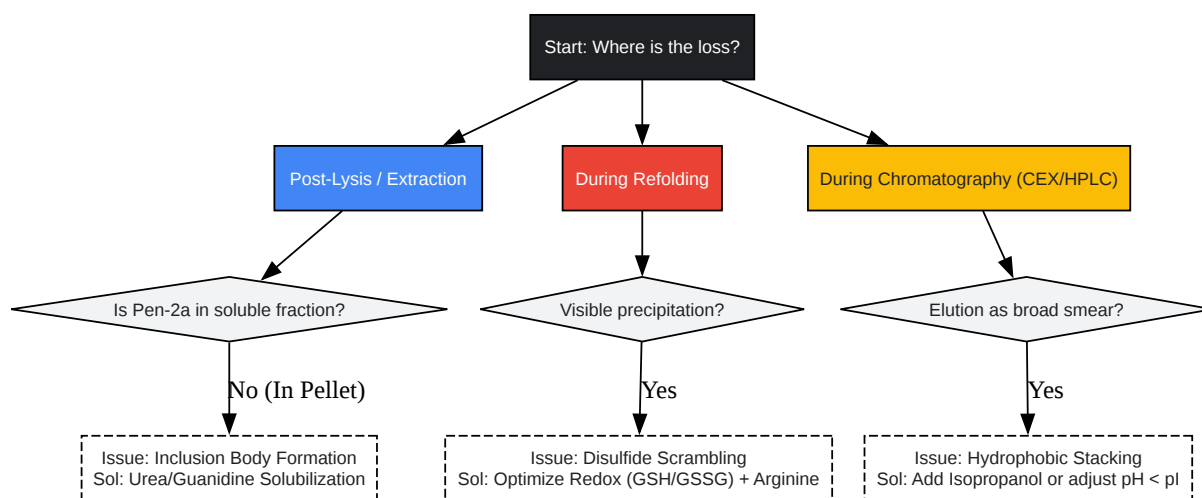 Start: Where is the loss?
Post-Lysis / Extraction
During Refolding
During Chromatography (CEX/HPLC)
Is Pen-2a in soluble fraction?
Visible precipitation?
Elution as broad smear?
No (In Pellet)
Yes
Yes
Issue: Inclusion Body Formation
Sol: Urea/Guanidine Solubilization
Issue: Disulfide Scrambling
Sol: Optimize Redox (GSH/GSSG) + Arginine
Issue: Hydrophobic Stacking
Sol: Add Isopropanol or adjust pH < pI